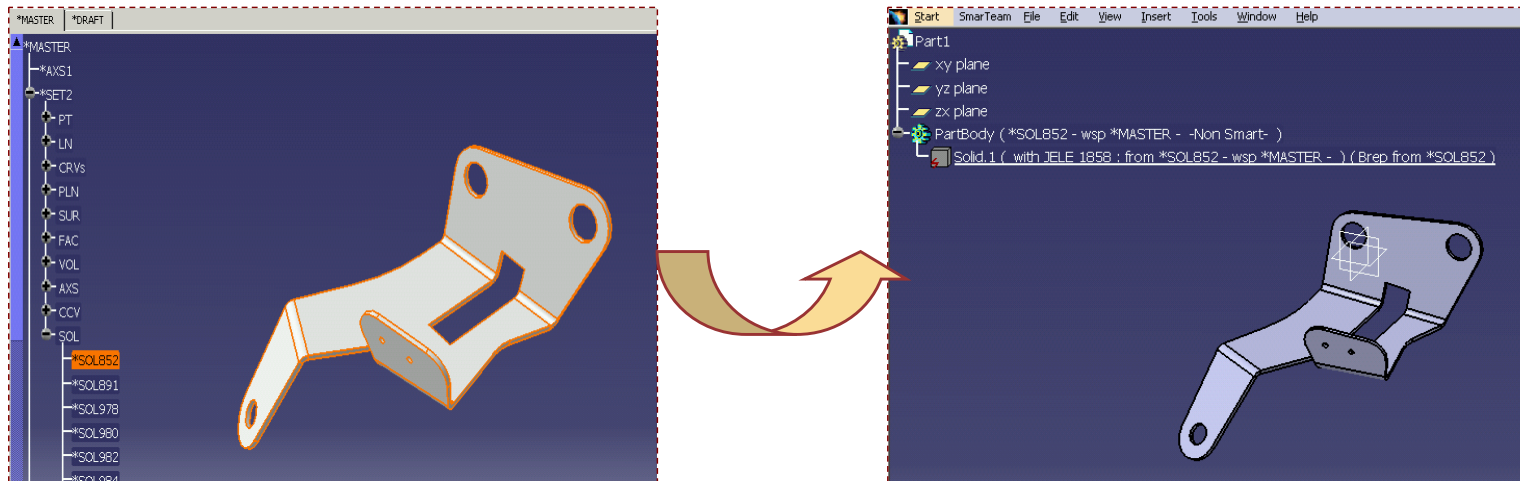 *MASTER *DRAFT
*MASTER
*AXS1
*SET2
PT
LN
CRVs
PLN
SUR
FAC
VOL
AXS
CCV
SOL
*SOL852
*SOL891
*SOL978
*SOL980
*SOL982
*SOL984
Start SmarTeam File Edit View Insert Tools Window Help
Part1
xy plane
yz plane
zx plane
PartBody ( *SOL852 - wsp *MASTER - -Non Smart- )
Solid.1 ( with JELE 1858 : from *SOL852 - wsp *MASTER - ) ( Brep from *SOL852 )